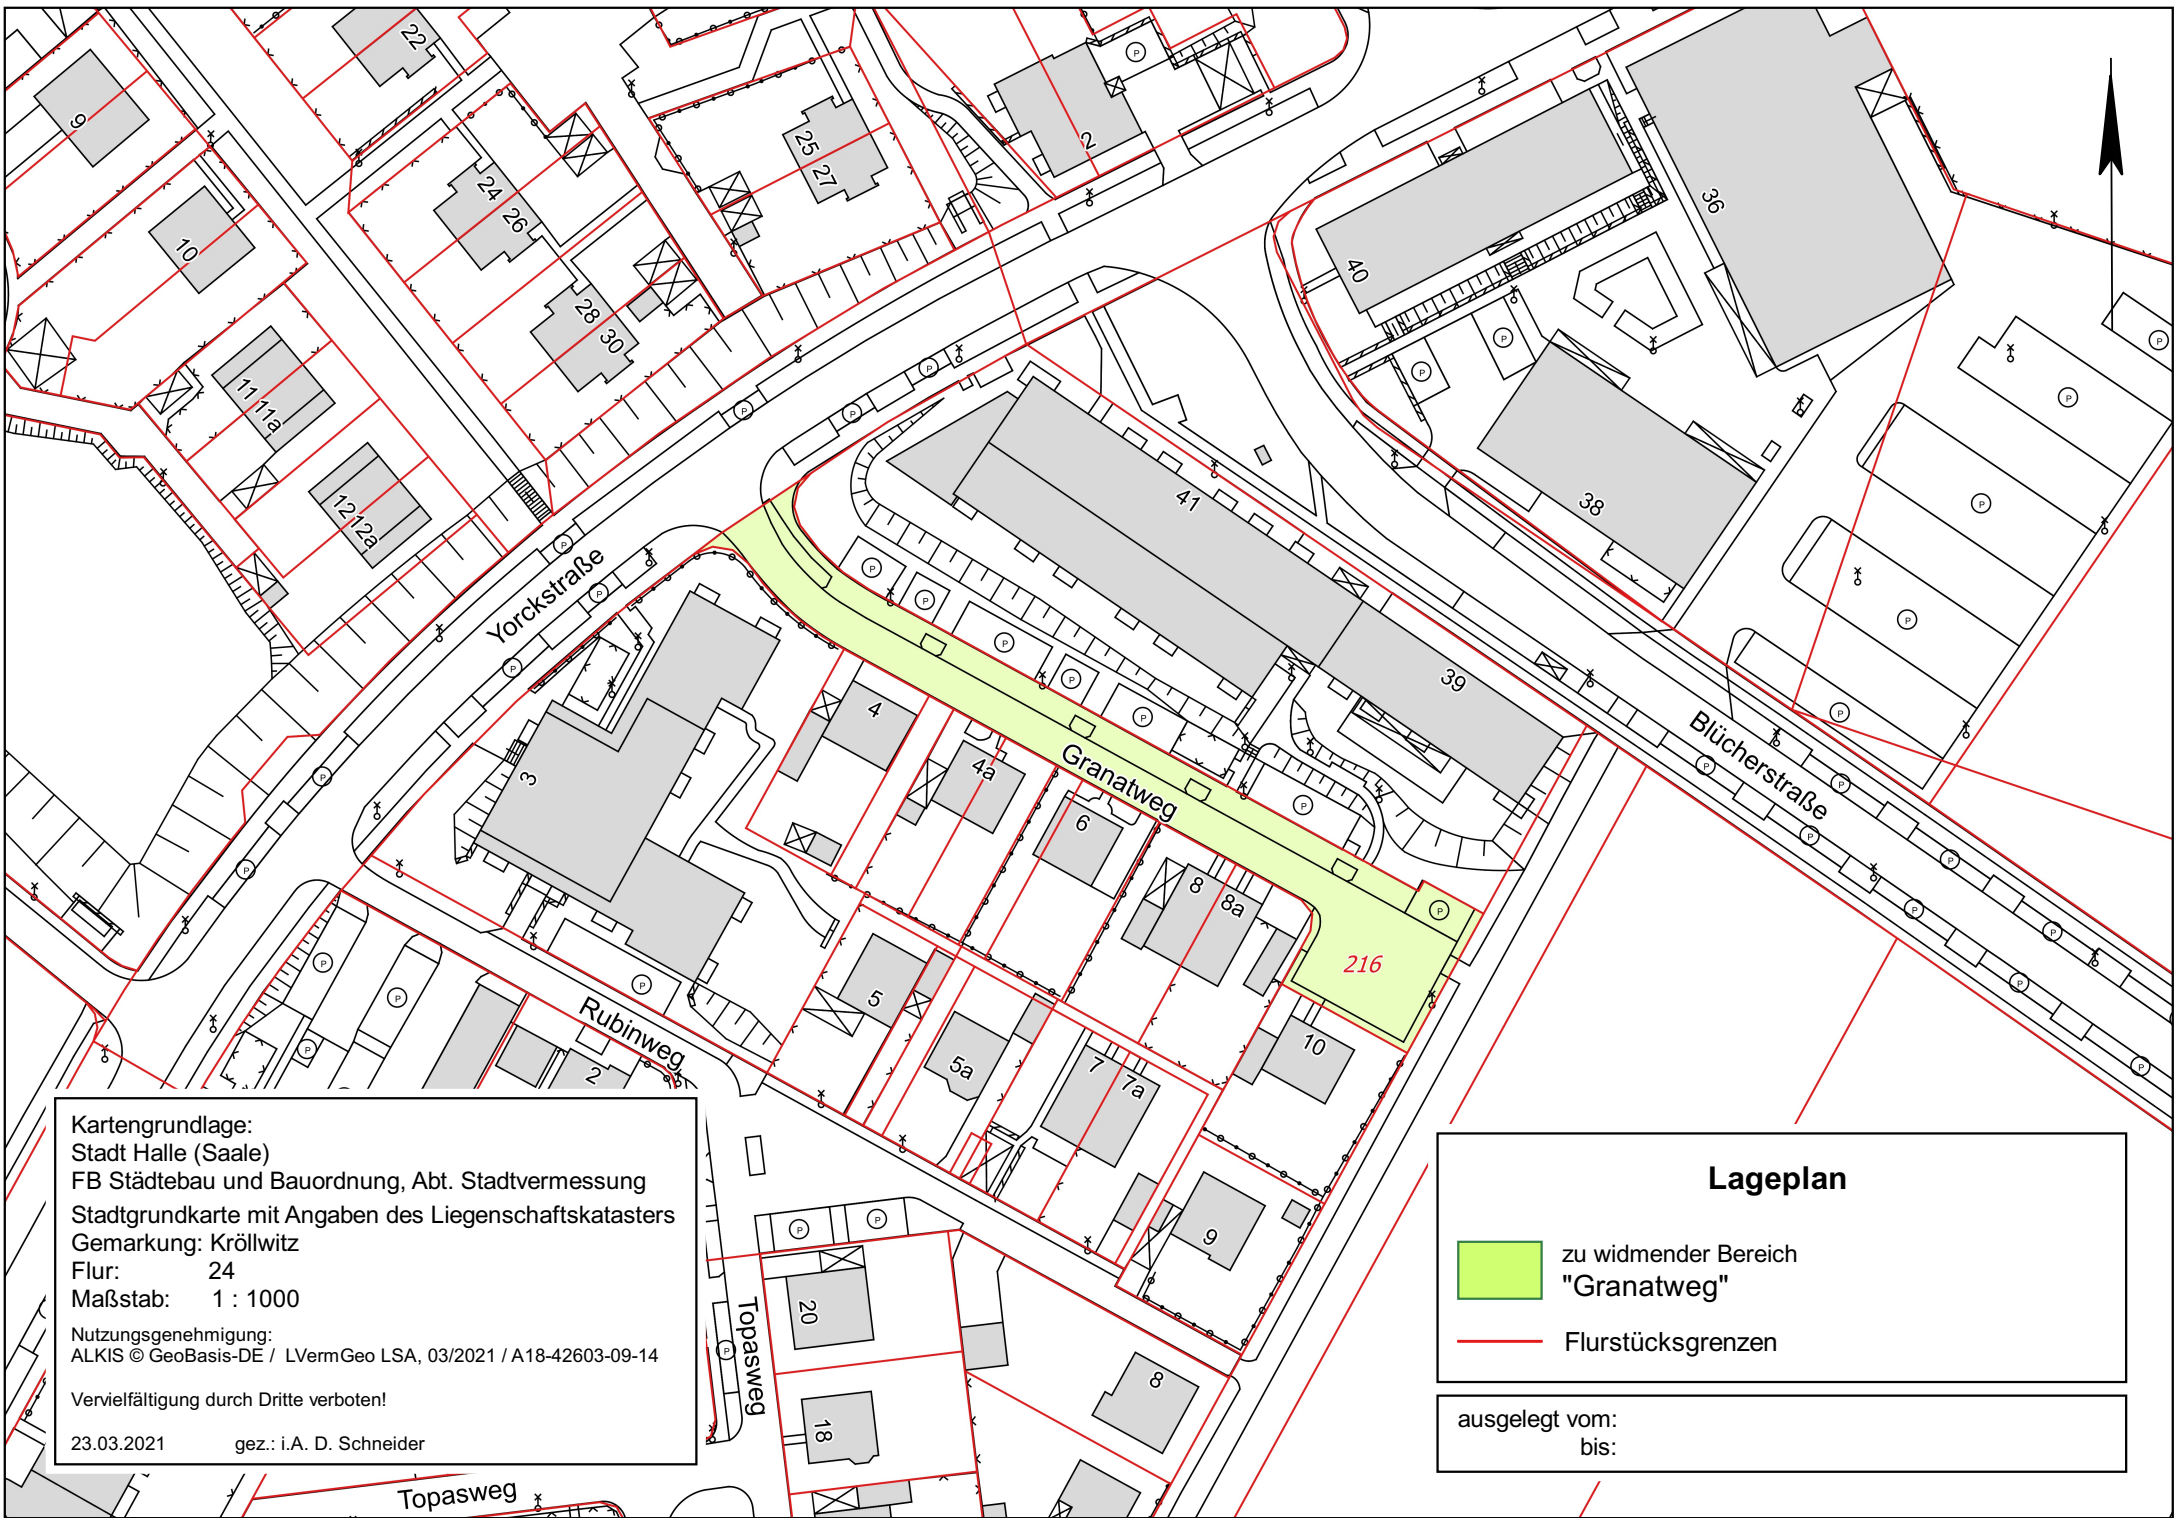 22
9
2
25
27
24
26
10
36
40
28
30
11
11a
12
12a
41
38
Yorckstraße
39
4
4a
3
Granatweg
6
Blücherstraße
8
8a
216
5
Rubinweg
10
5a
7
7a
2
9
20
Topasweg
18
8
Topasweg
P
Kartengrundlage:
Stadt Halle (Saale)
FB Städtebau und Bauordnung, Abt. Stadtvermessung
Stadtgrundkarte mit Angaben des Liegenschaftskatasters
Gemarkung: Kröllwitz
Flur: 24
Maßstab: 1 : 1000
Nutzungsgenehmigung:
ALKIS © GeoBasis-DE / LVermGeo LSA, 03/2021 / A18-42603-09-14
Vervielfältigung durch Dritte verboten!
23.03.2021 gez.: i.A. D. Schneider
Lageplan
zu widmender Bereich
"Granatweg"
Flurstücksgrenzen
ausgelegt vom:
bis: